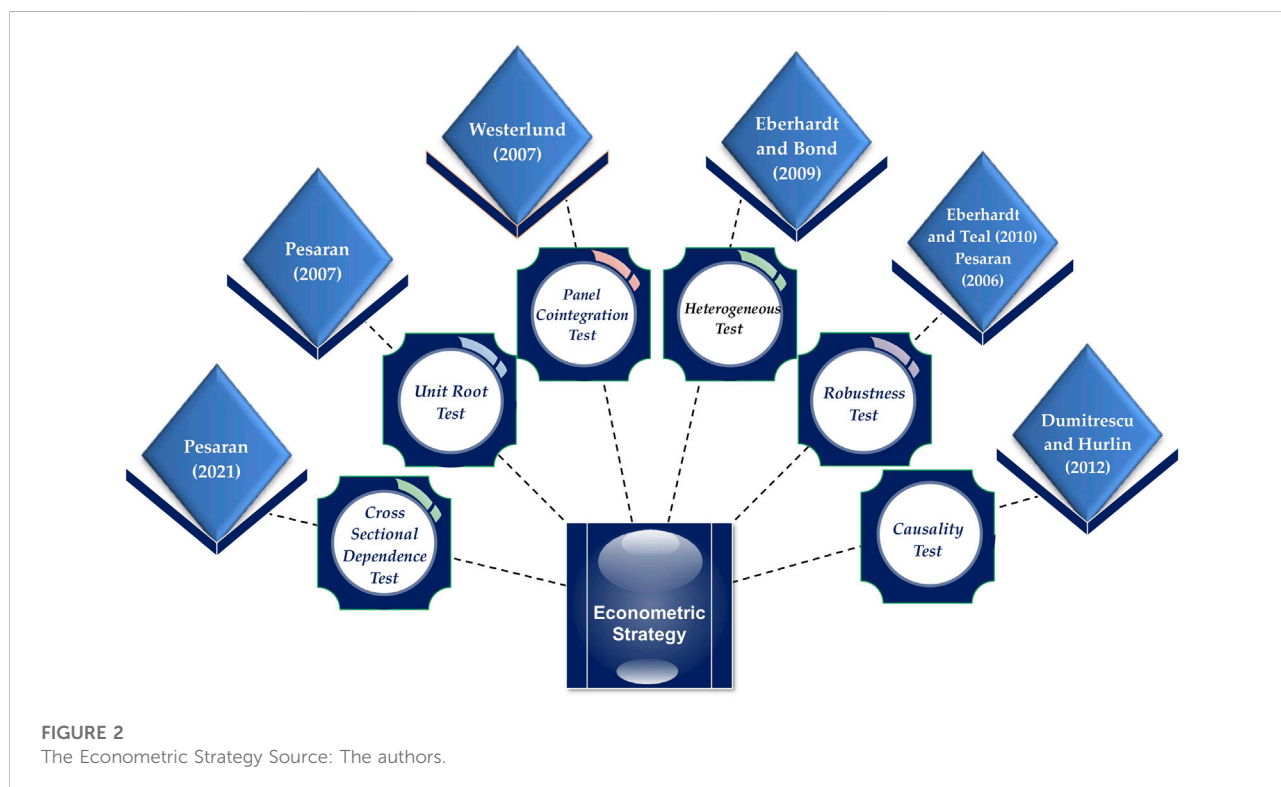 Westerlund
(2007)
Eberhardt
and Bond
(2009)
Pesaran
(2007)
Eberhardt
and Teal (2010)
Pesaran
(2006)
Pesaran
(2021)
Dumitrescu
and Hurlin
(2012)
Cross
Sectional
Dependence
Test
Unit Root
Test
Panel
Cointegration
Test
Heterogeneous
Test
Robustness
Test
Causality
Test
Econometric
Strategy
FIGURE 2
The Econometric Strategy Source: The authors.